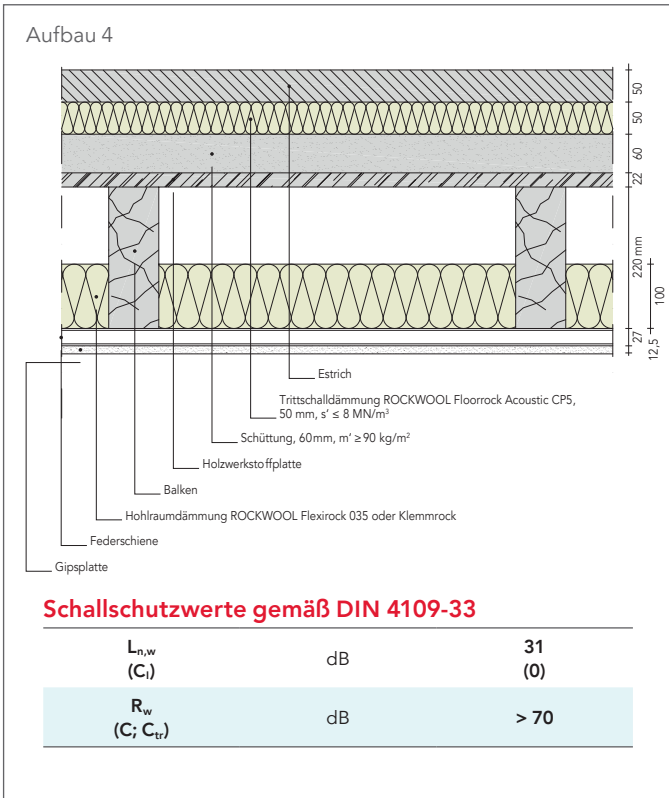 Aufbau 4
50
50
60
22
220 mm
100
27
12,5
Estrich
Trittschalldämmung ROCKWOOL Floorrock Acoustic CP5,
50 mm, s’ ≤ 8 MN/m³
Schüttung, 60mm, m’ ≥ 90 kg/m²
Holzwerkstoffplatte
Balken
Hohlraumdämmung ROCKWOOL Flexirock 035 oder Klemmrock
Federschiene
Gipsplatte
Schallschutzwerte gemäß DIN 4109-33
Ln,w dB 31
(CI) (0)
Rw dB > 70
(C; Ctr)